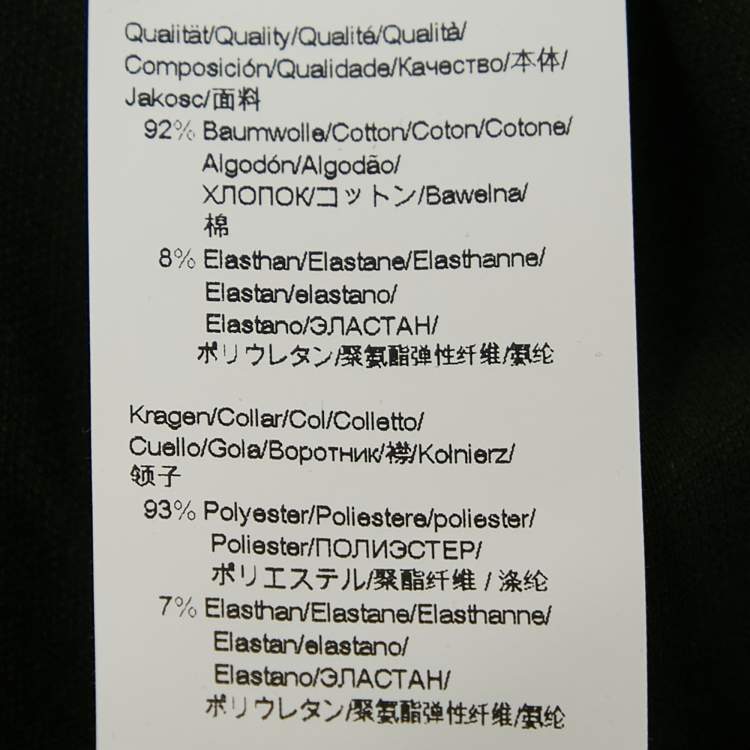 Qualität/Quality/Qualité/Qualità/
Composición/Qualidade/Качество/本体/
Jakosc/面料
92% Baumwolle/Cotton/Coton/Cotone/
Algodón/Algodão/
ХЛОПОК/コットン/Bawelna/
棉
8% Elasthan/Elastane/Elasthanne/
Elastan/elastano/
Elastano/ЭЛАСТАН/
ポリウレタン/聚氨酯弹性纤维/氨纶
Kragen/Collar/Col/Colletto/
Cuello/Gola/Воротник/襟/Kolnierz/
领子
93% Polyester/Poliestere/poliester/
Poliester/ПОЛИЭСТЕР/
ポリエステル/聚酯纤维 / 涤纶
7% Elasthan/Elastane/Elasthanne/
Elastan/elastano/
Elastano/ЭЛАСТАН/
ポリウレタン/聚氨酯弹性纤维/氨纶